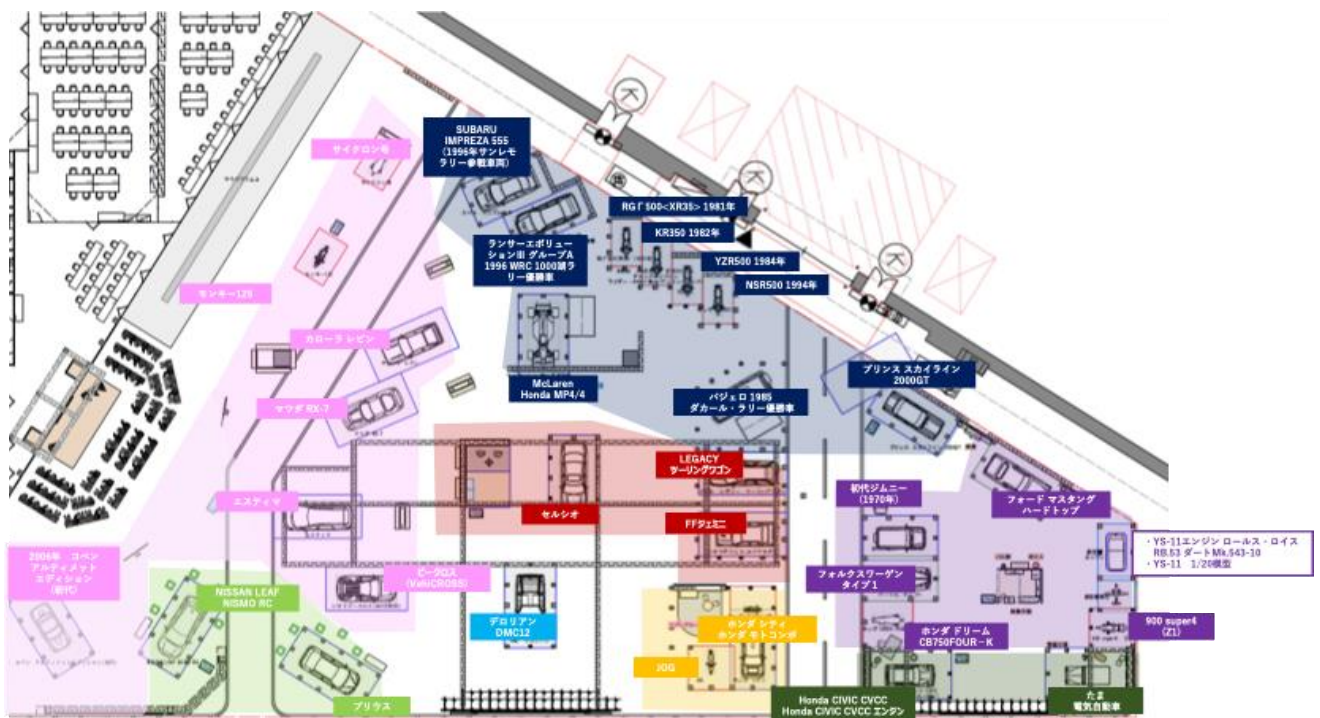 サイクロン号
SUBARU
IMPREZA 555
(1996年サンレモ
ラリー参戦車両)
RGΓ500<XR35> 1981年
KR350 1982年
YZR500 1984年
NSR500 1994年
ランサーエボリュー
ションⅢ グループA
1996 WRC 1000湖ラ
リー優勝車
モンキー125
カローラ レビン
McLaren
Honda MP4/4
プリンス スカイライン
2000GT
パジェロ 1985
ダカール・ラリー優勝車
マツダ RX-7
LEGACY
ツーリングワゴン
エスティマ
セルシオ
FFジェミニ
初代ジムニー
(1970年)
フォード マスタング
ハードトップ
・YS-11エンジン ロールス・ロイス
RB.53 ダートMk.543-10
・YS-11 1/20模型
2006年 コペン
アルティメット
エディション
(初代)
ビークロス
(VehiCROSS)
フォルクスワーゲン
タイプ1
NISSAN LEAF
NISMO RC
デロリアン
DMC12
ホンダ シティ
ホンダ モトコンポ
ホンダ ドリーム
CB750FOUR-K
900 super4
(Z1)
JOG
プリウス
Honda CIVIC CVCC
Honda CIVIC CVCC エンジン
たま
電気自動車
K
K
K